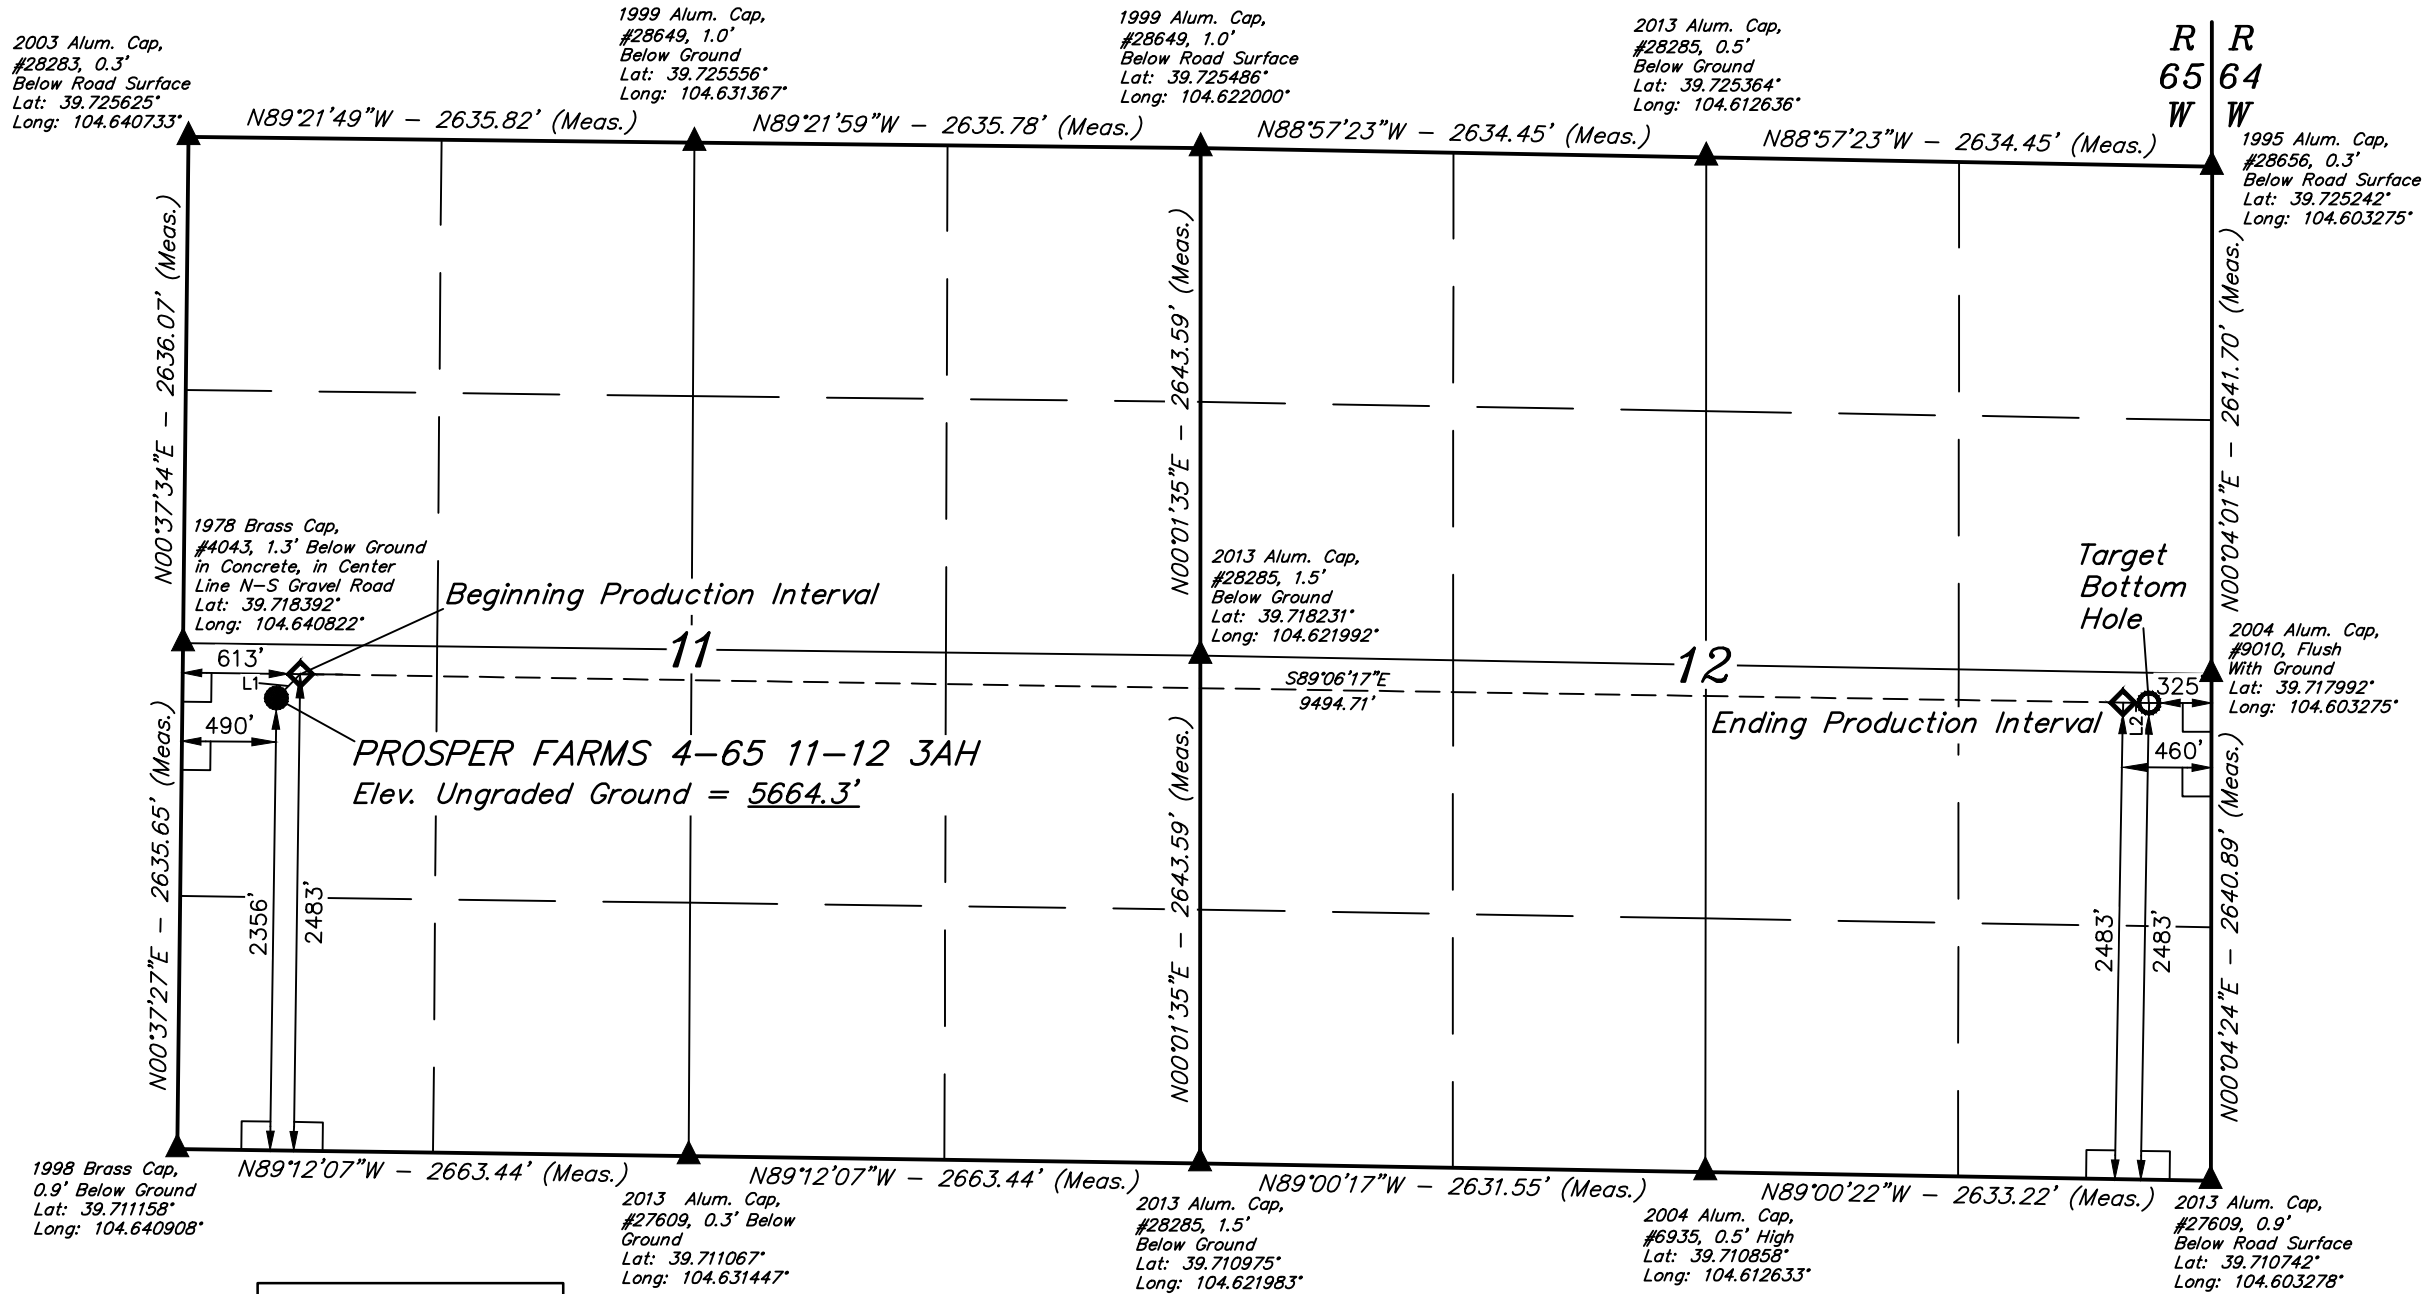 2003 Alum. Cap,
#28283, 0.3'
Below Road Surface
Lat: 39.725625°
Long: 104.640733°
1999 Alum. Cap,
#28649, 1.0'
Below Ground
Lat: 39.725556°
Long: 104.631367°
1999 Alum. Cap,
#28649, 1.0'
Below Road Surface
Lat: 39.725486°
Long: 104.622000°
2013 Alum. Cap,
#28285, 0.5'
Below Ground
Lat: 39.725364°
Long: 104.612636°
R R
65 64
W W
1995 Alum. Cap,
#28656, 0.3'
Below Road Surface
Lat: 39.725242°
Long: 104.603275°
N89°21'49"W – 2635.82' (Meas.)
N89°21'59"W – 2635.78' (Meas.)
N88°57'23"W – 2634.45' (Meas.)
N88°57'23"W – 2634.45' (Meas.)
N00°37'34"E – 2636.07' (Meas.)
N00°01'35"E – 2643.59' (Meas.)
N00°04'01"E – 2641.70' (Meas.)
1978 Brass Cap,
#4043, 1.3' Below Ground
in Concrete, in Center
Line N–S Gravel Road
Lat: 39.718392°
Long: 104.640822°
Beginning Production Interval
2013 Alum. Cap,
#28285, 1.5'
Below Ground
Lat: 39.718231°
Long: 104.621992°
Target
Bottom
Hole
2004 Alum. Cap,
#9010, Flush
With Ground
Lat: 39.717992°
Long: 104.603275°
11
12
613'
L1
490'
S89°06'17"E
9494.71'
325'
L2
460'
Ending Production Interval
PROSPER FARMS 4–65 11–12 3AH
Elev. Ungraded Ground = 5664.3'
N00°37'27"E – 2635.65' (Meas.)
2356'
2483'
N00°01'35"E – 2643.59' (Meas.)
2483'
2483'
N00°04'24"E – 2640.89' (Meas.)
N89°12'07"W – 2663.44' (Meas.)
N89°12'07"W – 2663.44' (Meas.)
N89°00'17"W – 2631.55' (Meas.)
N89°00'22"W – 2633.22' (Meas.)
1998 Brass Cap,
0.9' Below Ground
Lat: 39.711158°
Long: 104.640908°
2013 Alum. Cap,
#27609, 0.3' Below
Ground
Lat: 39.711067°
Long: 104.631447°
2013 Alum. Cap,
#28285, 1.5'
Below Ground
Lat: 39.710975°
Long: 104.621983°
2004 Alum. Cap,
#6935, 0.5' High
Lat: 39.710858°
Long: 104.612633°
2013 Alum. Cap,
#27609, 0.9'
Below Road Surface
Lat: 39.710742°
Long: 104.603278°